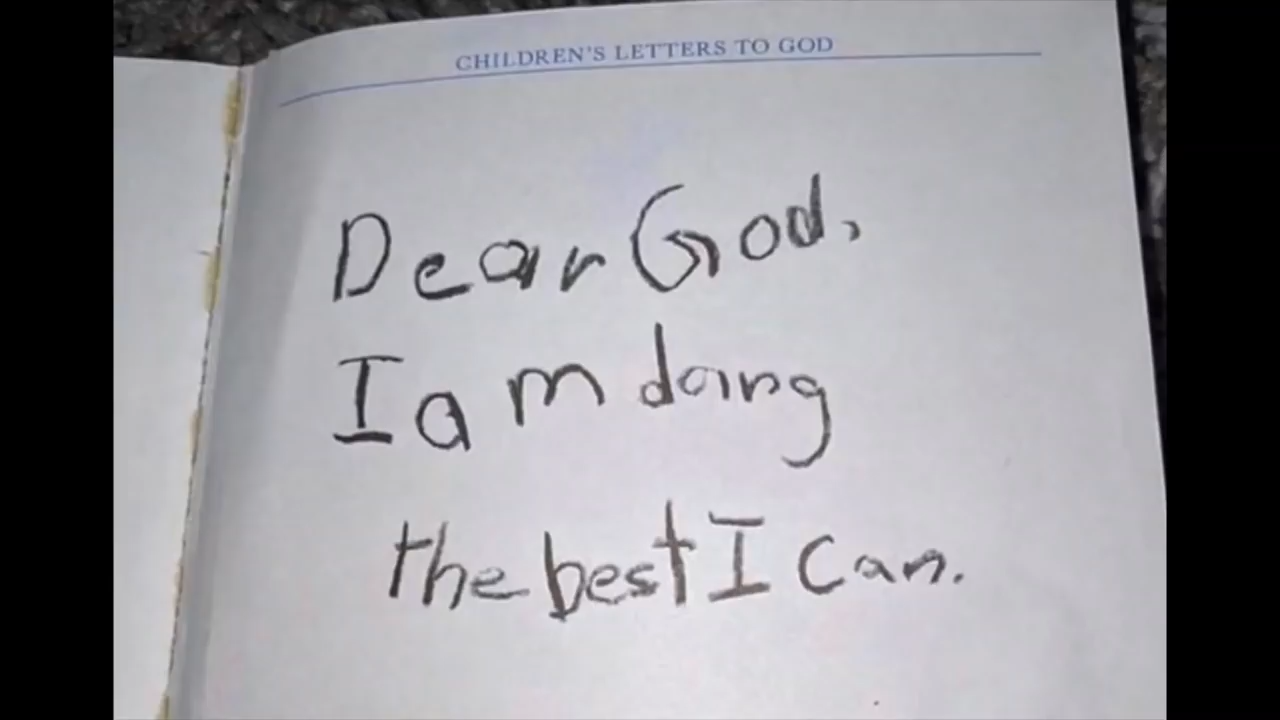 CHILDREN'S LETTERS TO GOD
Dear God,
I am doing
the best I can.